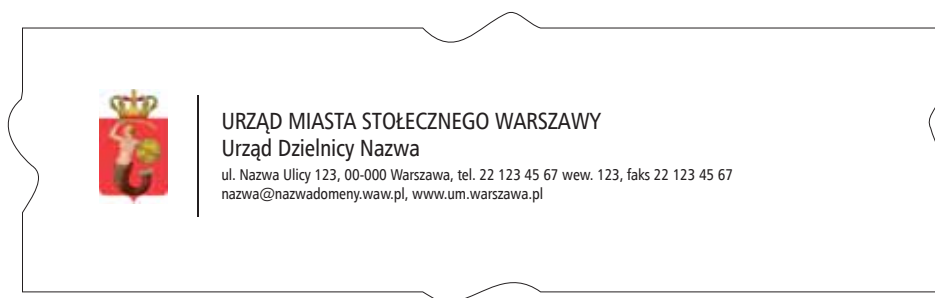 URZĄD MIASTA STOŁECZNEGO WARSZAWY
Urząd Dzielnicy Nazwa
ul. Nazwa Ulicy 123, 00-000 Warszawa, tel. 22 123 45 67 wew. 123, faks 22 123 45 67
nazwa@nazwadomeny.waw.pl, www.um.warszawa.pl